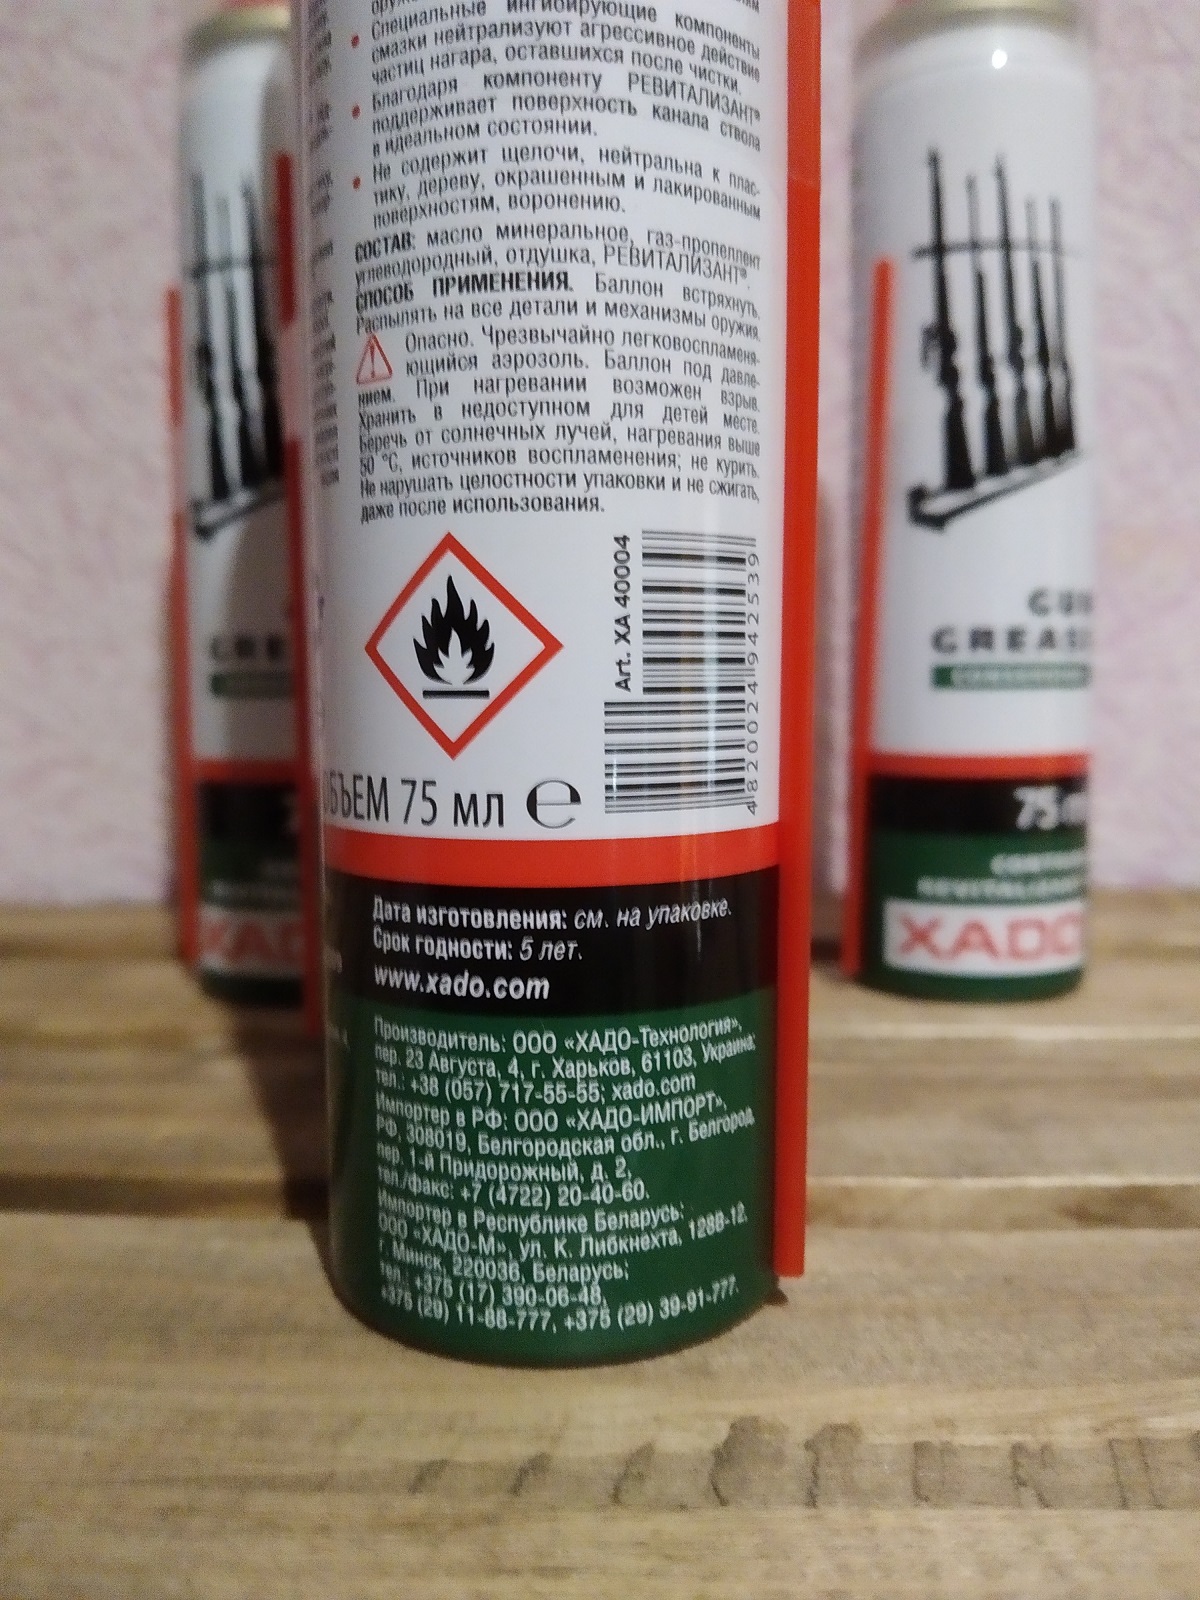 Специальные ингибирующие компоненты
смазки нейтрализуют агрессивное действие
частиц нагара, оставшихся после чистки.
Благодаря компоненту РЕВИТАЛИЗАНТ®
поддерживает поверхность канала ствола
в идеальном состоянии.
Не содержит щелочи, нейтральна к плас-
тику, дереву, окрашенным и лакированным
поверхностям, воронению.
СОСТАВ: масло минеральное, газ-пропеллент
углеводородный, отдушка, РЕВИТАЛИЗАНТ®.
СПОСОБ ПРИМЕНЕНИЯ. Баллон встряхнуть.
Распылять на все детали и механизмы оружия.
Опасно. Чрезвычайно легковоспламеня-
ющийся аэрозоль. Баллон под давле-
нием. При нагревании возможен взрыв.
Хранить в недоступном для детей месте.
Беречь от солнечных лучей, нагревания выше
50 °С, источников воспламенения; не курить.
Не нарушать целостности упаковки и не сжигать,
даже после использования.
Art. XA 40004
4820024942539
ОБЪЕМ 75 мл ℮
Дата изготовления: см. на упаковке.
Срок годности: 5 лет.
www.xado.com
Производитель: ООО «ХАДО-Технология»,
пер. 23 Августа, 4, г. Харьков, 61103, Украина;
тел.: +38 (057) 717-55-55; xado.com
Импортер в РФ: ООО «ХАДО-ИМПОРТ»,
РФ, 308019, Белгородская обл., г. Белгород,
пер. 1-й Придорожный, д. 2,
тел./факс: +7 (4722) 20-40-60.
Импортер в Республике Беларусь:
ООО «ХАДО-М», ул. К. Либкнехта, 128В-12,
г. Минск, 220036, Беларусь;
тел.: +375 (17) 390-06-48,
+375 (29) 11-88-777, +375 (29) 39-91-777.
GUN
GREAS
75 m
XADO
GRE
XAD